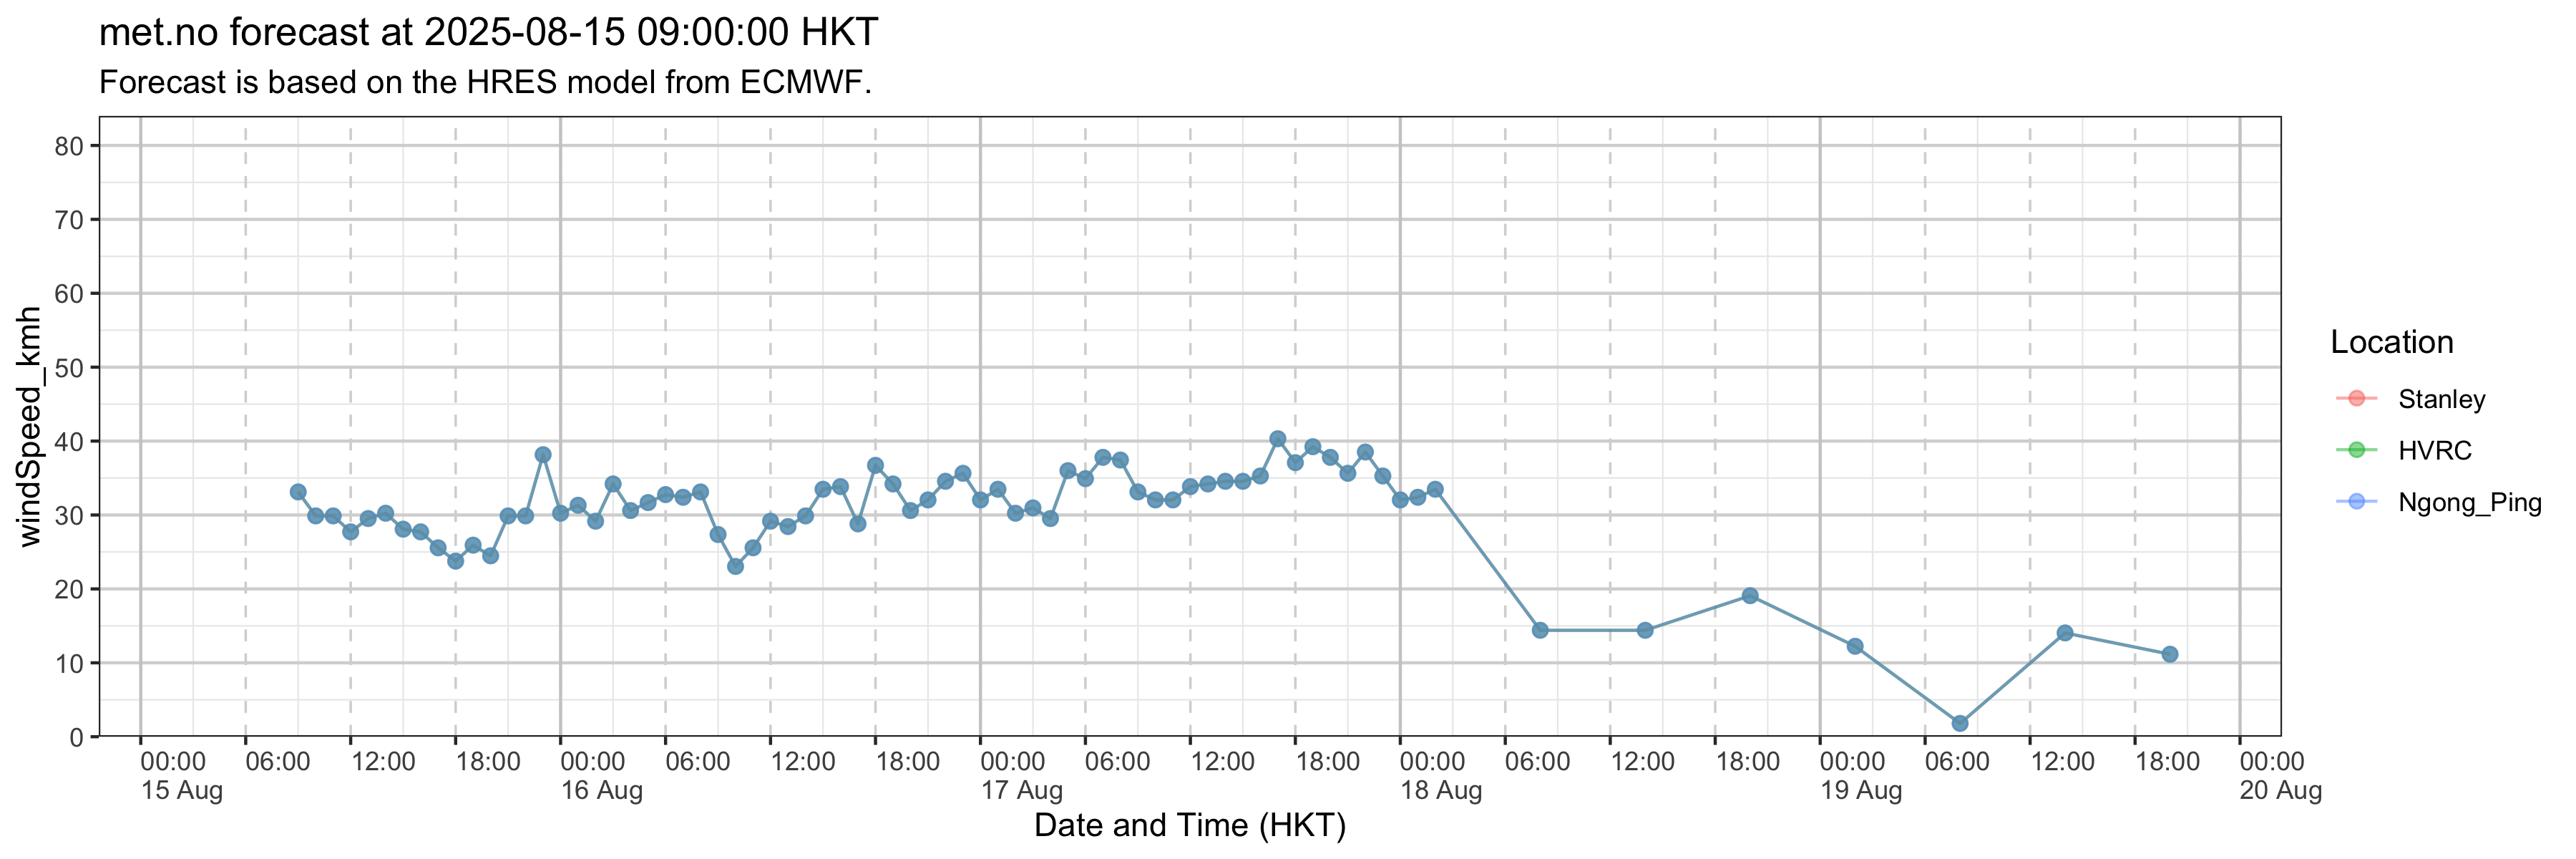 met.no forecast at 2025-08-15 09:00:00 HKT
Forecast is based on the HRES model from ECMWF.
windSpeed_kmh
80
70
60
50
40
30
20
10
0
00:00 06:00 12:00 18:00 00:00 06:00 12:00 18:00 00:00 06:00 12:00 18:00 00:00 06:00 12:00 18:00 00:00 06:00 12:00 18:00 00:00
15 Aug 16 Aug 17 Aug 18 Aug 19 Aug 20 Aug
Date and Time (HKT)
Location
Stanley
HVRC
Ngong_Ping